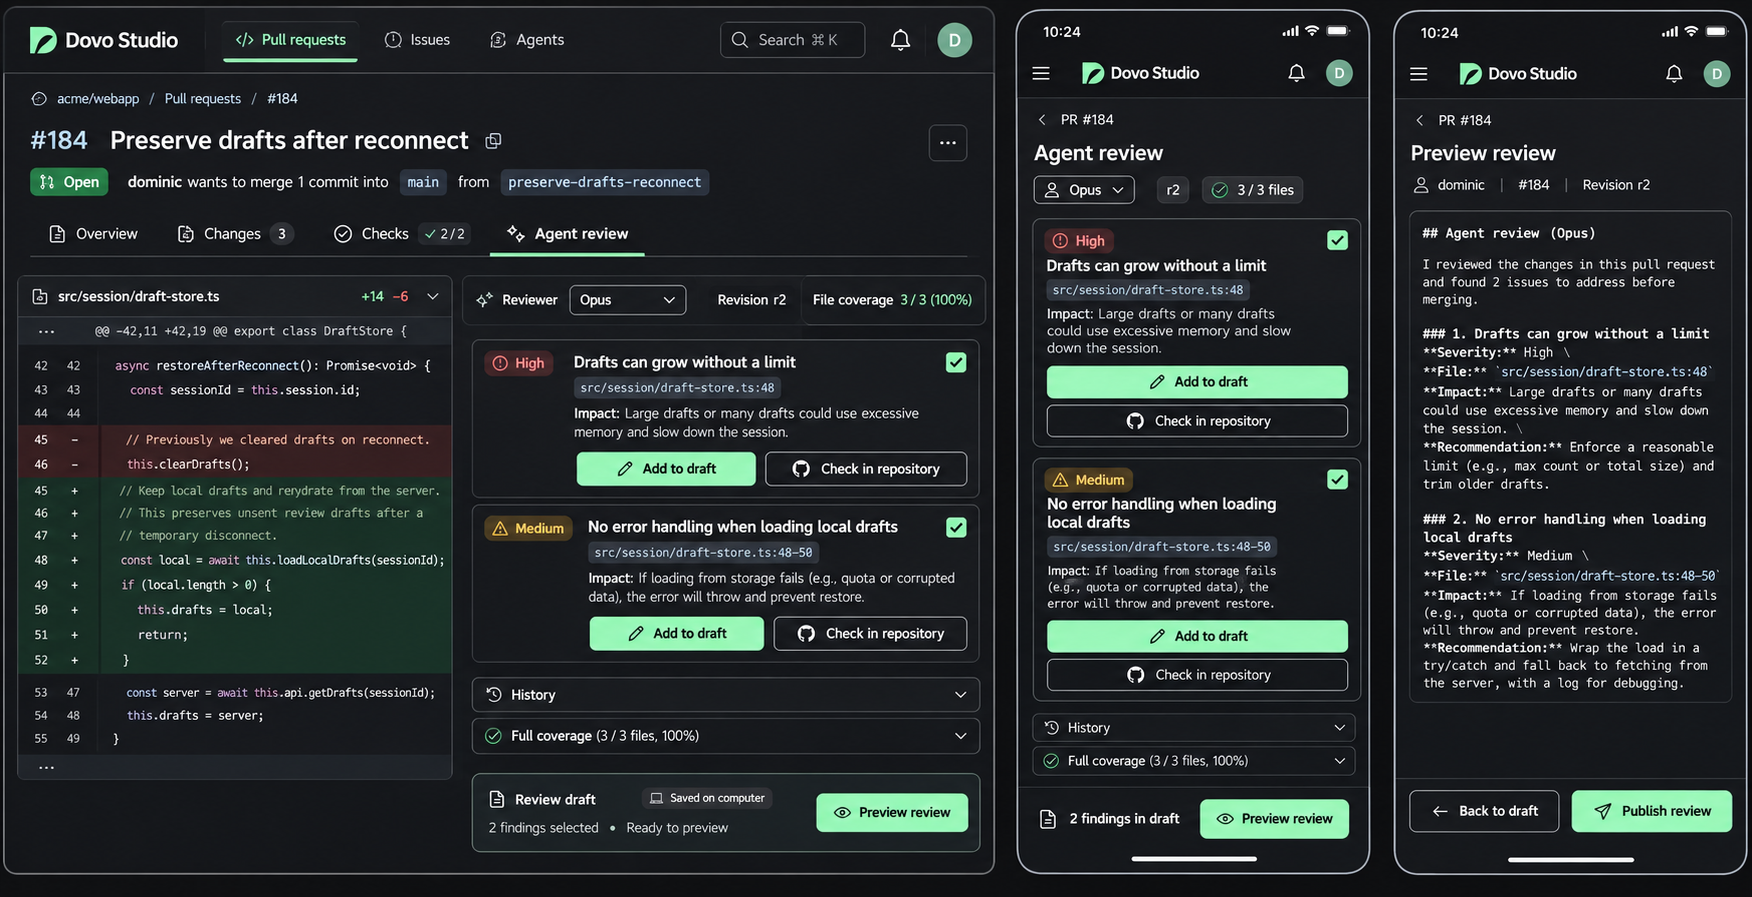 Dovo Studio
</> Pull requests
Issues
Agents
Search ⌘ K
D
acme/webapp / Pull requests / #184
#184 Preserve drafts after reconnect
...
Open
dominic wants to merge 1 commit into main from preserve-drafts-reconnect
Overview
Changes 3
Checks ✓ 2/2
Agent review
src/session/draft-store.ts +14 −6
... @@ −42,11 +42,19 @@ export class DraftStore {
42 42 async restoreAfterReconnect(): Promise<void> {
43 43 const sessionId = this.session.id;
44 44
45 − // Previously we cleared drafts on reconnect.
46 − this.clearDrafts();
45 + // Keep local drafts and rerydrate from the server.
46 + // This preserves unsent review drafts after a
47 + // temporary disconnect.
48 + const local = await this.loadLocalDrafts(sessionId);
49 + if (local.length > 0) {
50 + this.drafts = local;
51 + return;
52 + }
53 47 const server = await this.api.getDrafts(sessionId);
54 48 this.drafts = server;
55 49 }
...
Reviewer Opus Revision r2 File coverage 3 / 3 (100%)
High Drafts can grow without a limit
src/session/draft-store.ts:48
Impact: Large drafts or many drafts could use excessive
memory and slow down the session.
Add to draft
Check in repository
Medium No error handling when loading local drafts
src/session/draft-store.ts:48–50
Impact: If loading from storage fails (e.g., quota or corrupted
data), the error will throw and prevent restore.
Add to draft
Check in repository
History
Full coverage (3 / 3 files, 100%)
Review draft
Saved on computer
2 findings selected • Ready to preview
Preview review
10:24
Dovo Studio
D
PR #184
Agent review
Opus r2 3 / 3 files
High
Drafts can grow without a limit
src/session/draft-store.ts:48
Impact: Large drafts or many drafts
could use excessive memory and slow
down the session.
Add to draft
Check in repository
Medium
No error handling when loading
local drafts
src/session/draft-store.ts:48–50
Impact: If loading from storage fails
(e.g., quota or corrupted data), the
error will throw and prevent restore.
Add to draft
Check in repository
History
Full coverage (3 / 3 files, 100%)
2 findings in draft
Preview review
10:24
Dovo Studio
D
PR #184
Preview review
dominic | #184 | Revision r2
## Agent review (Opus)
I reviewed the changes in this pull request
and found 2 issues to address before
merging.
### 1. Drafts can grow without a limit
**Severity:** High \
**File:** `src/session/draft-store.ts:48`
**Impact:** Large drafts or many drafts
could use excessive memory and slow down
the session. \
**Recommendation:** Enforce a reasonable
limit (e.g., max count or total size) and
trim older drafts.
### 2. No error handling when loading
local drafts
**Severity:** Medium \
**File:** `src/session/draft-store.ts:48–50`
**Impact:** If loading from storage fails
(e.g., quota or corrupted data), the error
will throw and prevent restore.
**Recommendation:** Wrap the load in a
try/catch and fall back to fetching from
the server, with a log for debugging.
Back to draft
Publish review